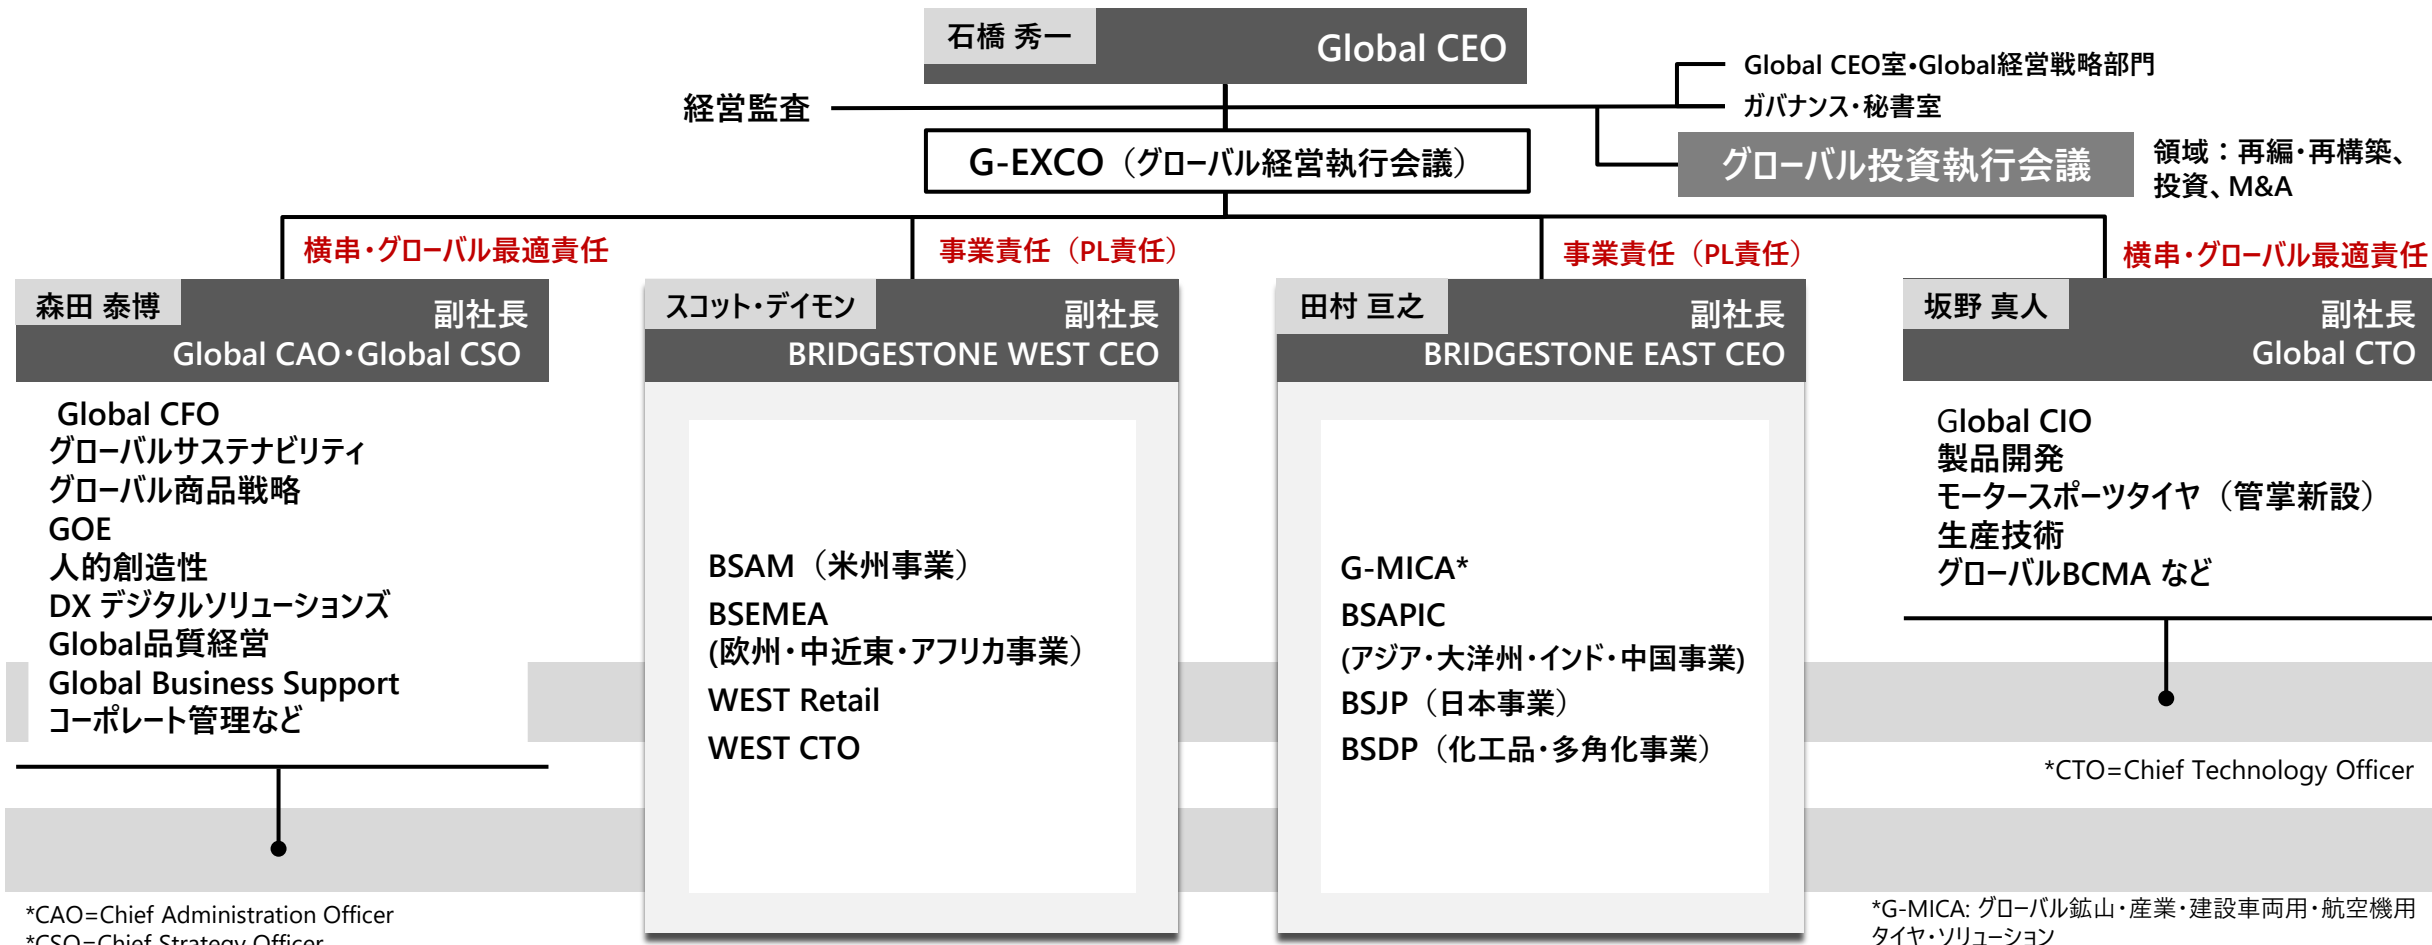 石橋 秀一
Global CEO
Global CEO室・Global経営戦略部門
経営監査
ガバナンス・秘書室
G-EXCO（グローバル経営執行会議）
グローバル投資執行会議
領域：再編・再構築、
投資、M&A
横串・グローバル最適責任
事業責任（PL責任）
事業責任（PL責任）
横串・グローバル最適責任
森田 泰博
副社長
Global CAO・Global CSO
Global CFO
グローバルサステナビリティ
グローバル商品戦略
GOE
人的創造性
DX デジタルソリューションズ
Global品質経営
Global Business Support
コーポレート管理など
スコット・デイモン
副社長
BRIDGESTONE WEST CEO
BSAM（米州事業）
BSEMEA
(欧州・中近東・アフリカ事業）
WEST Retail
WEST CTO
田村 亘之
副社長
BRIDGESTONE EAST CEO
G-MICA*
BSAPIC
(アジア・大洋州・インド・中国事業)
BSJP（日本事業）
BSDP（化工品・多角化事業）
坂野 真人
副社長
Global CTO
Global CIO
製品開発
モータースポーツタイヤ（管掌新設）
生産技術
グローバルBCMA など
*CTO=Chief Technology Officer
*CAO=Chief Administration Officer
*CSO=Chief Strategy Officer
*G-MICA: グローバル鉱山・産業・建設車両用・航空機用
タイヤ・ソリューション